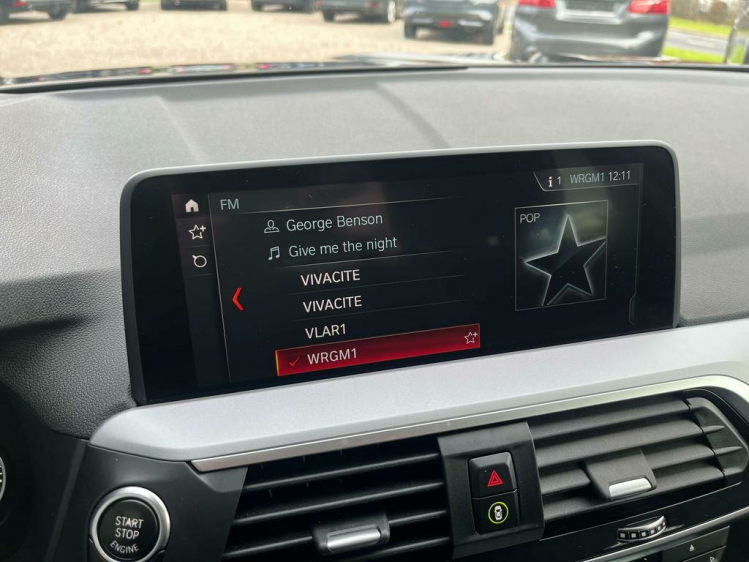 FM
i 1 WRGM1 12:11
George Benson
Give me the night
POP
VIVACITE
VIVACITE
VLAR1
WRGM1
START
STOP
ENGINE